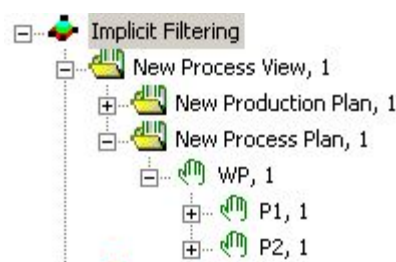 Implicit Filtering
New Process View, 1
New Production Plan, 1
New Process Plan, 1
WP, 1
P1, 1
P2, 1